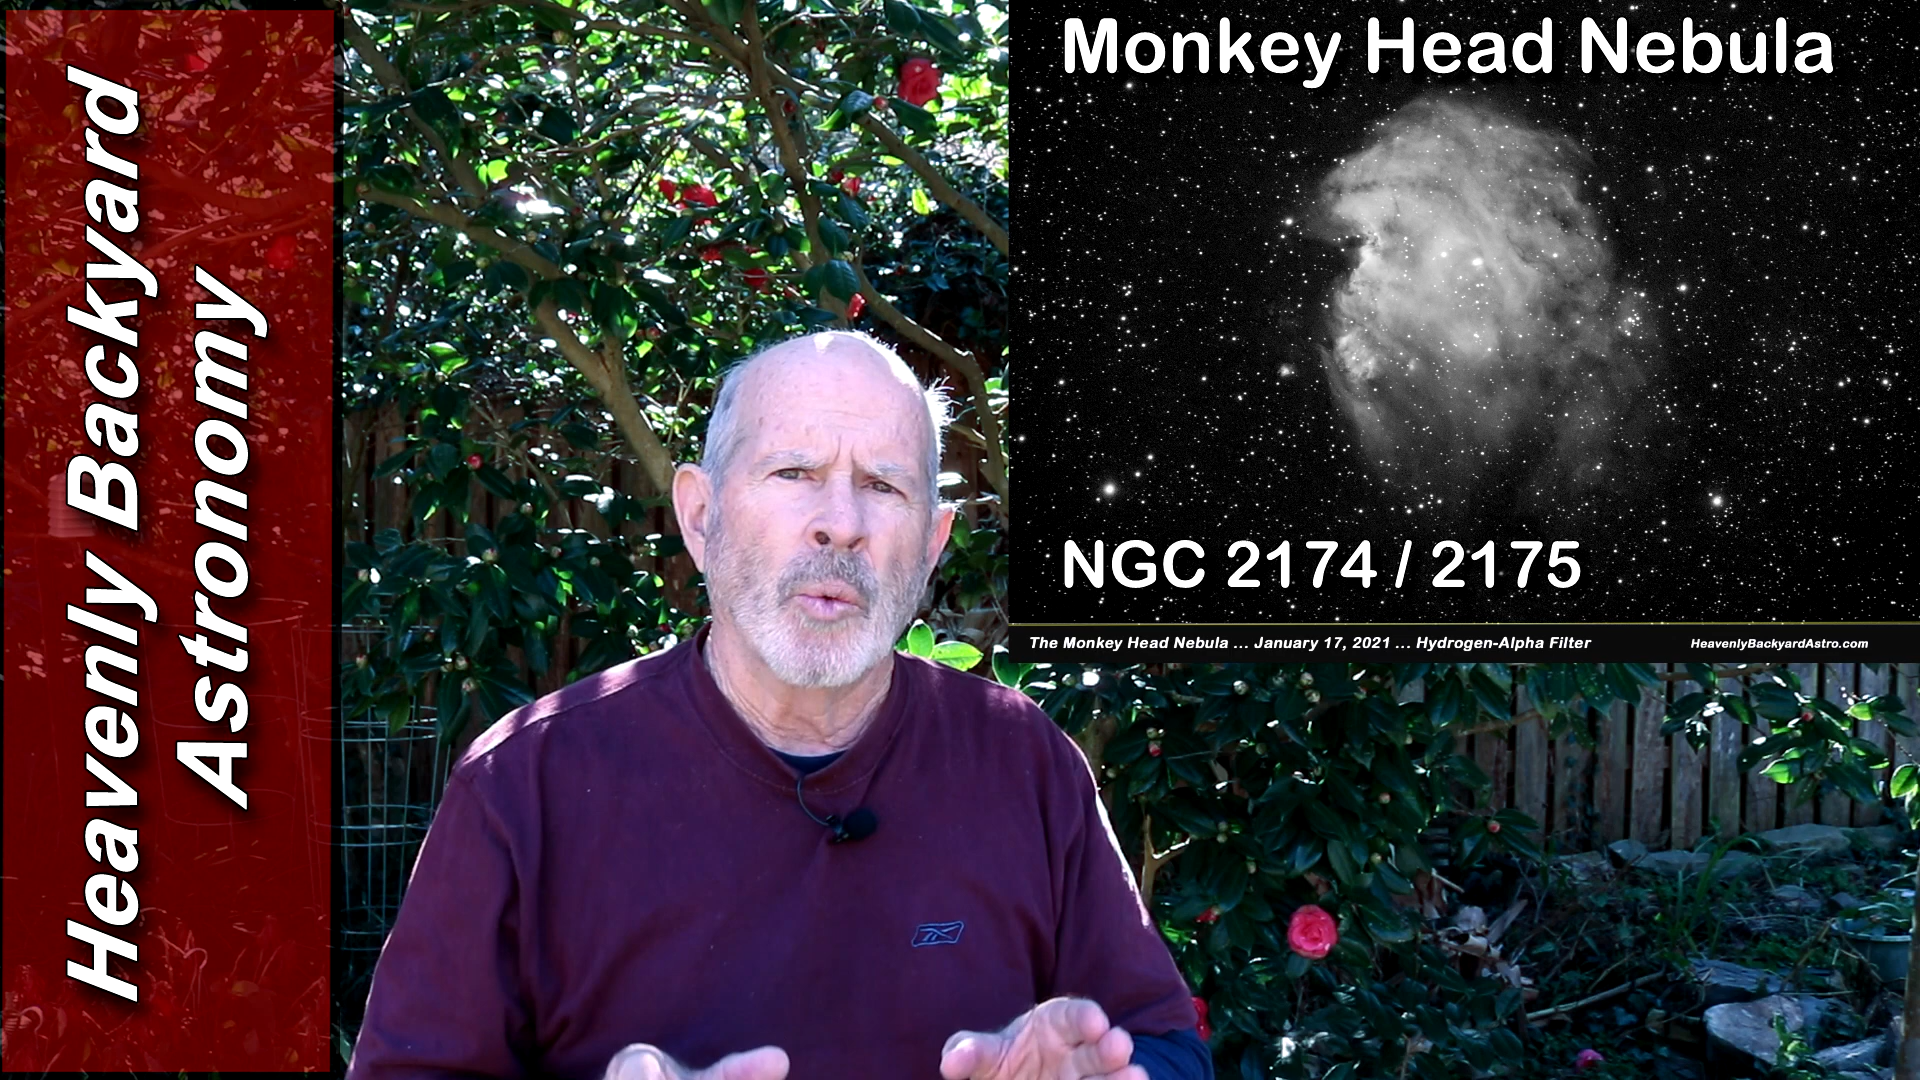 Heavenly Backyard
Astronomy
Monkey Head Nebula
NGC 2174 / 2175
The Monkey Head Nebula ... January 17, 2021 ... Hydrogen-Alpha Filter
HeavenlyBackyardAstro.com